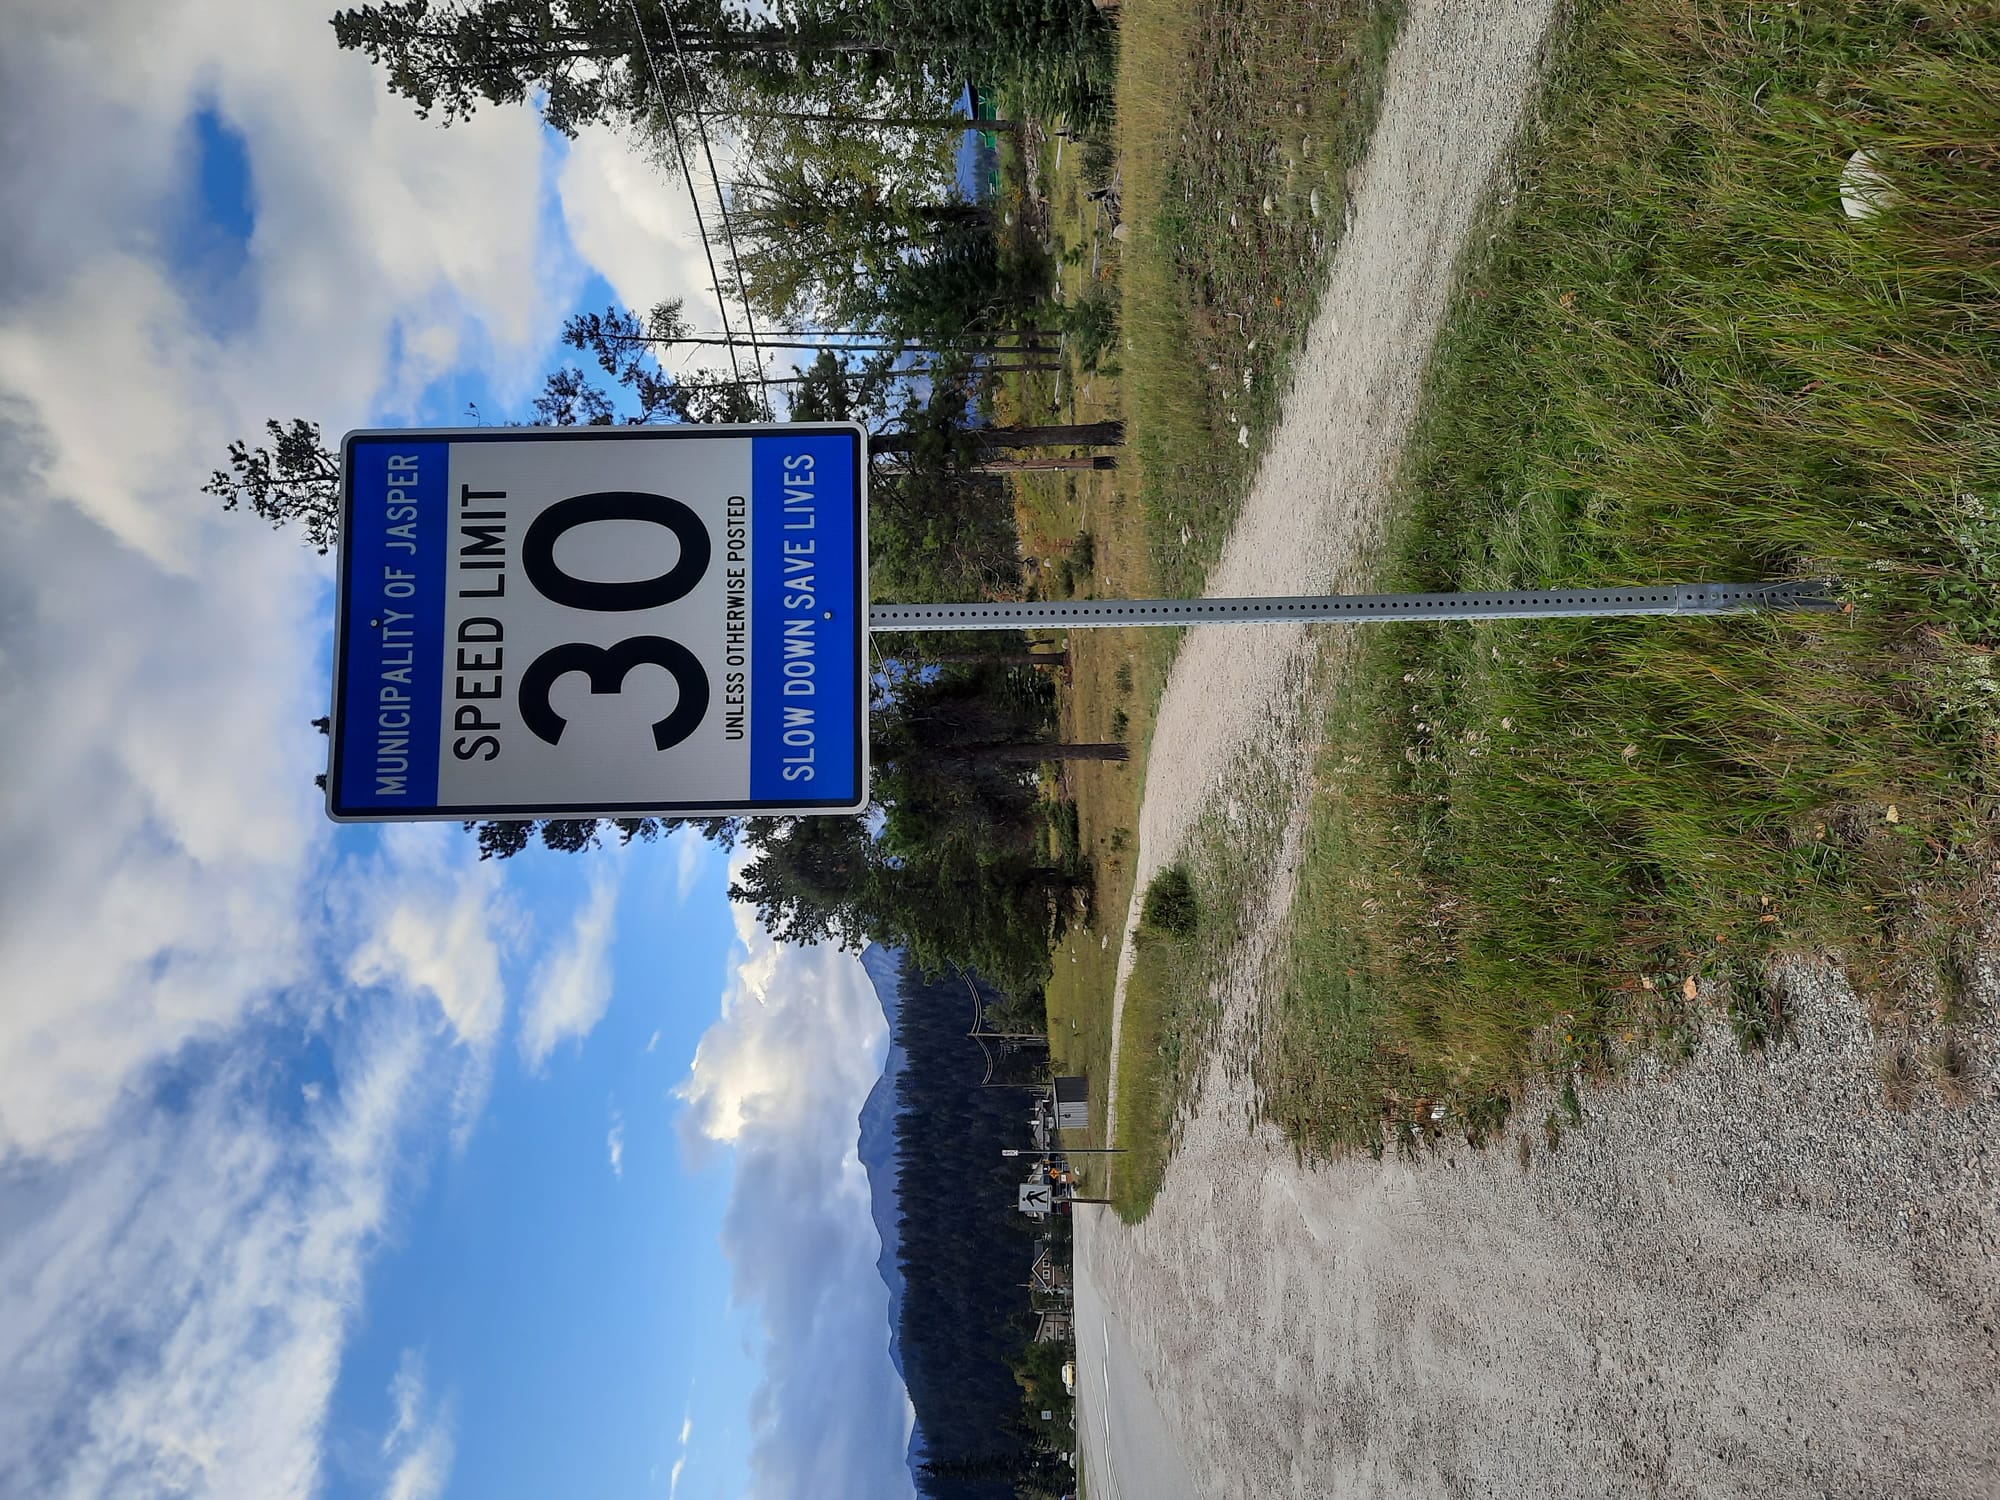 MUNICIPALITY OF JASPER
SPEED LIMIT
30
UNLESS OTHERWISE POSTED
SLOW DOWN SAVE LIVES